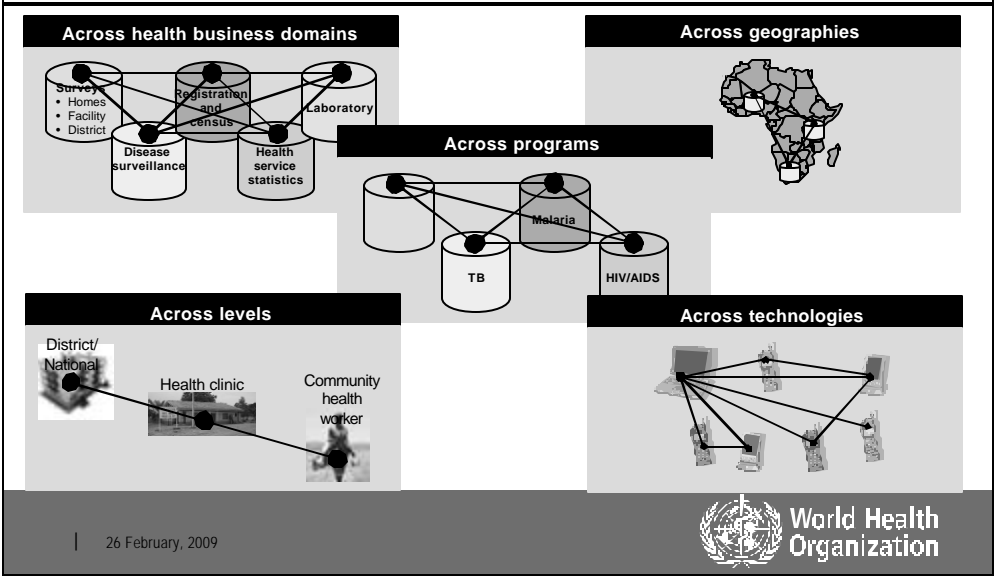 Across health business domains
Surveys
• Homes
• Facility
• District
Registration
and
census
Laboratory
Disease
surveillance
Health
service
statistics
Across geographies
Across programs
Malaria
TB
HIV/AIDS
Across levels
District/
National
Health clinic
Community
health
worker
Across technologies
26 February, 2009
World Health
Organization